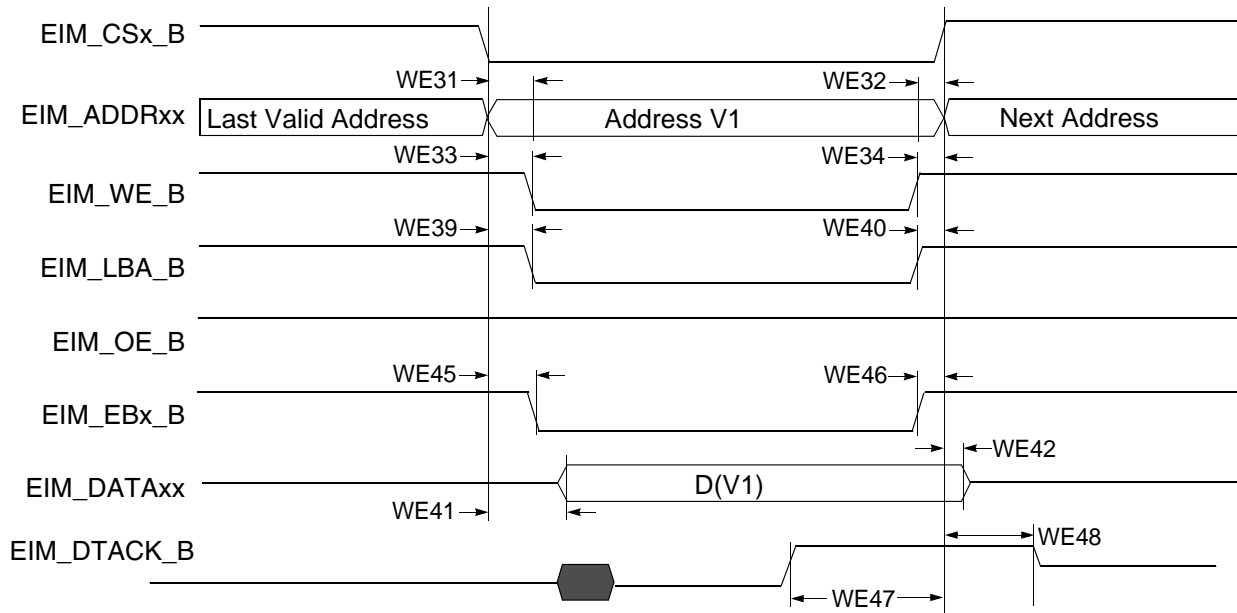 EIM_CSx_B
WE31
WE32
EIM_ADDRxx
Last Valid Address
Address V1
Next Address
WE33
WE34
EIM_WE_B
WE39
WE40
EIM_LBA_B
EIM_OE_B
WE45
WE46
EIM_EBx_B
WE42
EIM_DATAxx
D(V1)
WE41
EIM_DTACK_B
WE48
WE47